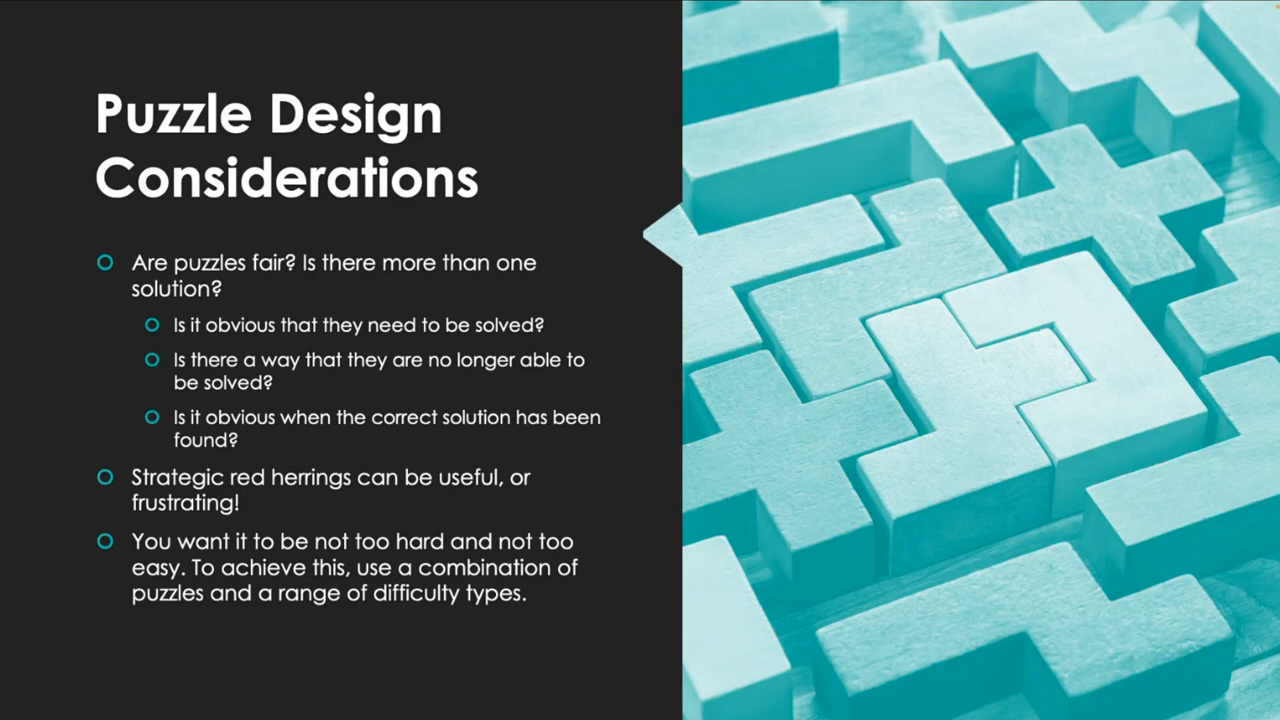 Puzzle Design
Considerations
Are puzzles fair? Is there more than one
solution?
Is it obvious that they need to be solved?
Is there a way that they are no longer able to
be solved?
Is it obvious when the correct solution has been
found?
Strategic red herrings can be useful, or
frustrating!
You want it to be not too hard and not too
easy. To achieve this, use a combination of
puzzles and a range of difficulty types.